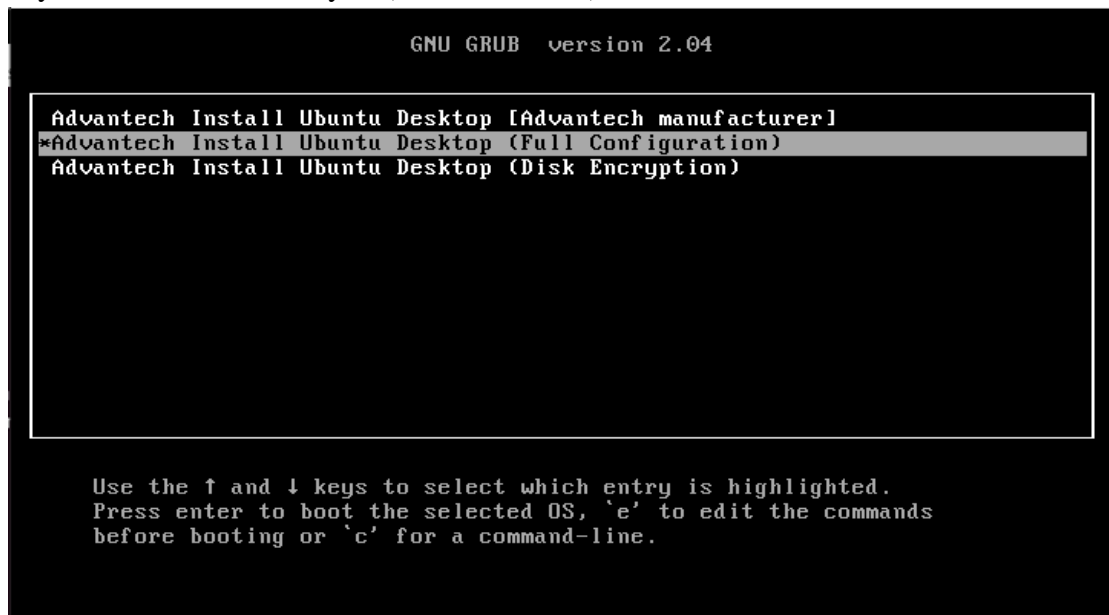 GNU GRUB version 2.04
Advantech Install Ubuntu Desktop [Advantech manufacturer]
*Advantech Install Ubuntu Desktop (Full Configuration)
Advantech Install Ubuntu Desktop (Disk Encryption)
Use the ↑ and ↓ keys to select which entry is highlighted.
Press enter to boot the selected OS, `e' to edit the commands
before booting or `c' for a command-line.